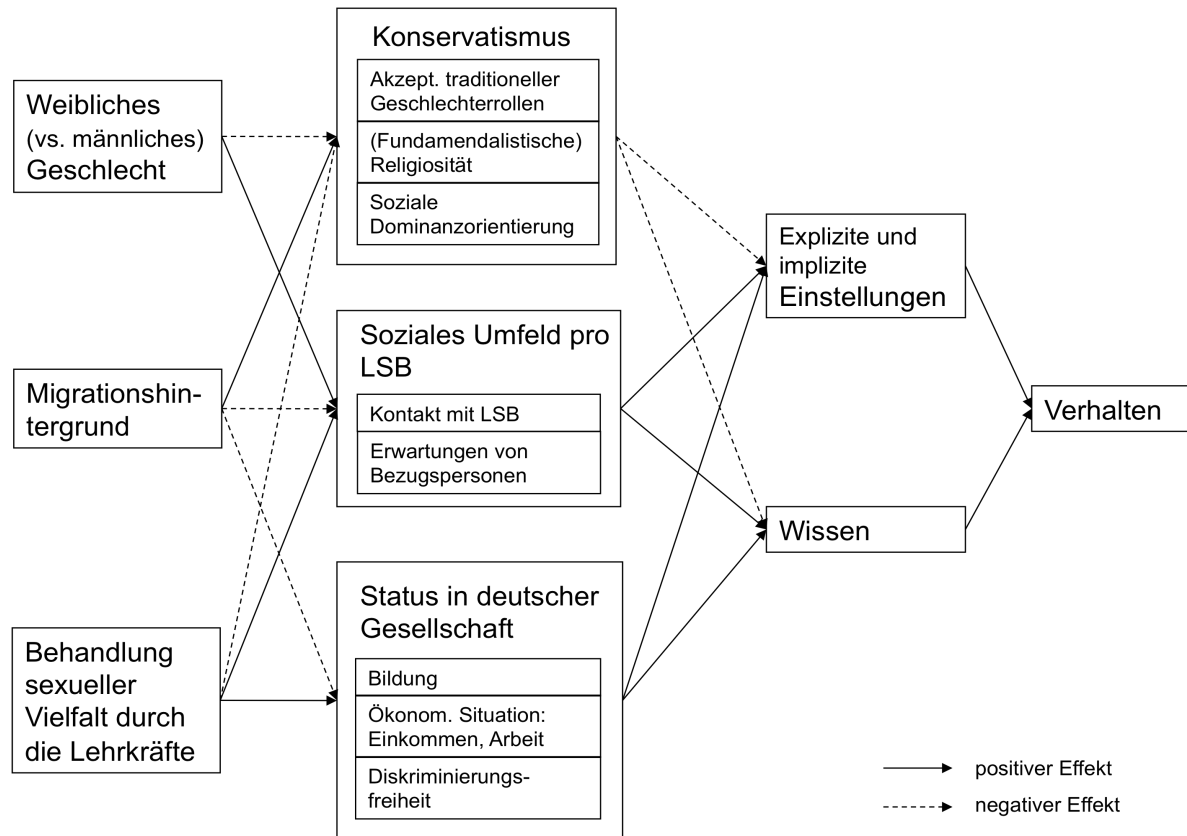 Weibliches
(vs. männliches)
Geschlecht
Migrationshin-
tergrund
Behandlung
sexueller
Vielfalt durch
die Lehrkräfte
Konservatismus
Akzept. traditioneller
Geschlechterrollen
(Fundamendalistische)
Religiosität
Soziale
Dominanzorientierung
Soziales Umfeld pro
LSB
Kontakt mit LSB
Erwartungen von
Bezugspersonen
Status in deutscher
Gesellschaft
Bildung
Ökonom. Situation:
Einkommen, Arbeit
Diskriminierungs-
freiheit
Explizite und
implizite
Einstellungen
Wissen
Verhalten
positiver Effekt
negativer Effekt